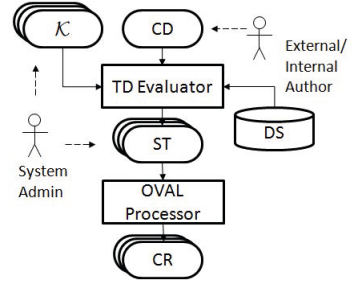 𝒦
CD
External/
Internal
Author
TD Evaluator
DS
ST
System
Admin
OVAL
Processor
CR